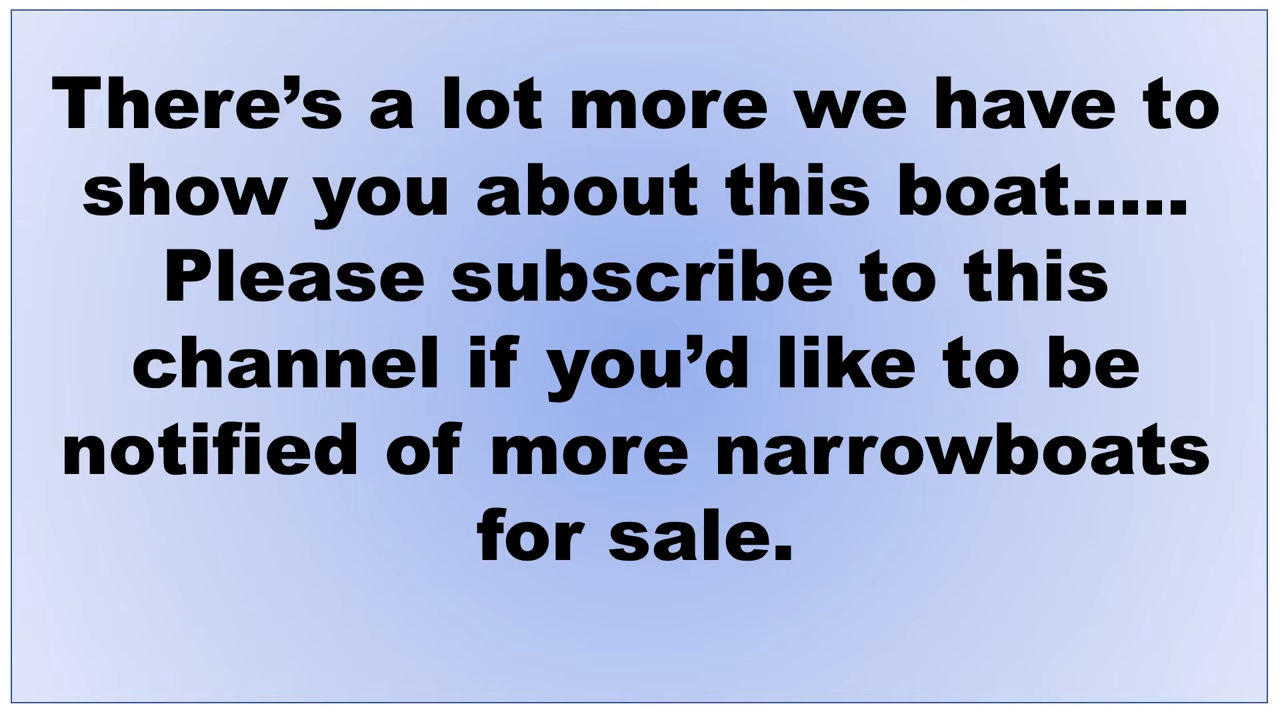 There’s a lot more we have to
show you about this boat…..
Please subscribe to this
channel if you’d like to be
notified of more narrowboats
for sale.